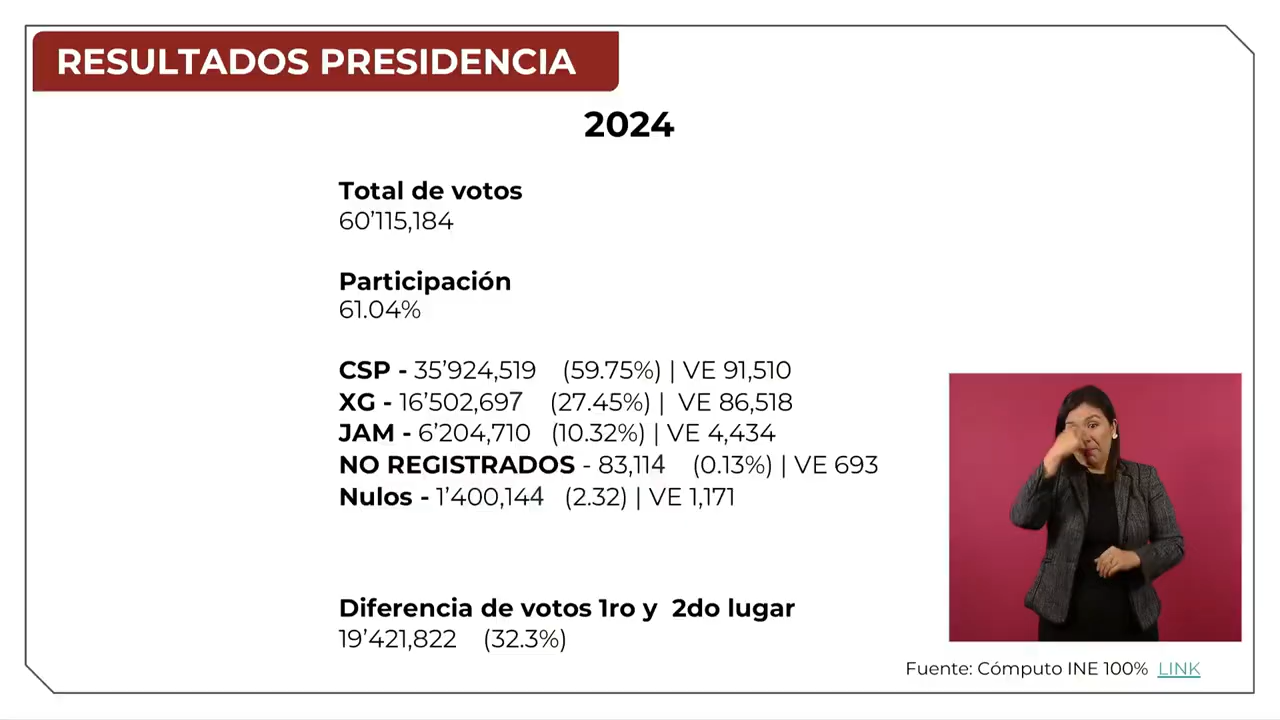 RESULTADOS PRESIDENCIA
2024
Total de votos
60’115,184
Participación
61.04%
CSP - 35’924,519 (59.75%) | VE 91,510
XG - 16’502,697 (27.45%) | VE 86,518
JAM - 6’204,710 (10.32%) | VE 4,434
NO REGISTRADOS - 83,114 (0.13%) | VE 693
Nulos - 1’400,144 (2.32) | VE 1,171
Diferencia de votos 1ro y 2do lugar
19’421,822 (32.3%)
Fuente: Cómputo INE 100% LINK